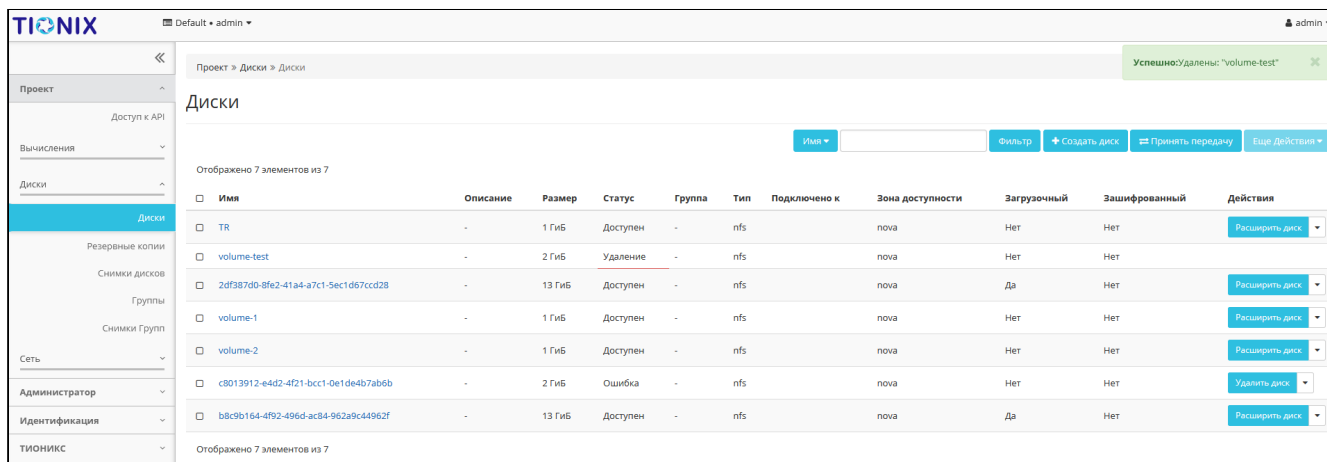 TIONIX
Default • admin
admin
Проект » Диски » Диски
Успешно:Удалены: "volume-test"
Проект
Доступ к API
Вычисления
Диски
Диски
Резервные копии
Снимки дисков
Группы
Снимки Групп
Сеть
Администратор
Идентификация
ТИОНИКС
Диски
Имя Фильтр Создать диск Принять передачу Еще Действия
Отображено 7 элементов из 7
Имя Описание Размер Статус Группа Тип Подключено к Зона доступности Загрузочный Зашифрованный Действия
TR - 1 ГиБ Доступен - nfs nova Нет Нет Расширить диск
volume-test - 2 ГиБ Удаление - nfs nova Нет Нет
2df387d0-8fe2-41a4-a7c1-5ec1d67ccd28 - 13 ГиБ Доступен - nfs nova Да Нет Расширить диск
volume-1 - 1 ГиБ Доступен - nfs nova Нет Нет Расширить диск
volume-2 - 1 ГиБ Доступен - nfs nova Нет Нет Расширить диск
c8013912-e4d2-4f21-bcc1-0e1de4b7ab6b - 2 ГиБ Ошибка - nfs nova Нет Нет Удалить диск
b8c9b164-4f92-496d-ac84-962a9c44962f - 13 ГиБ Доступен - nfs nova Да Нет Расширить диск
Отображено 7 элементов из 7